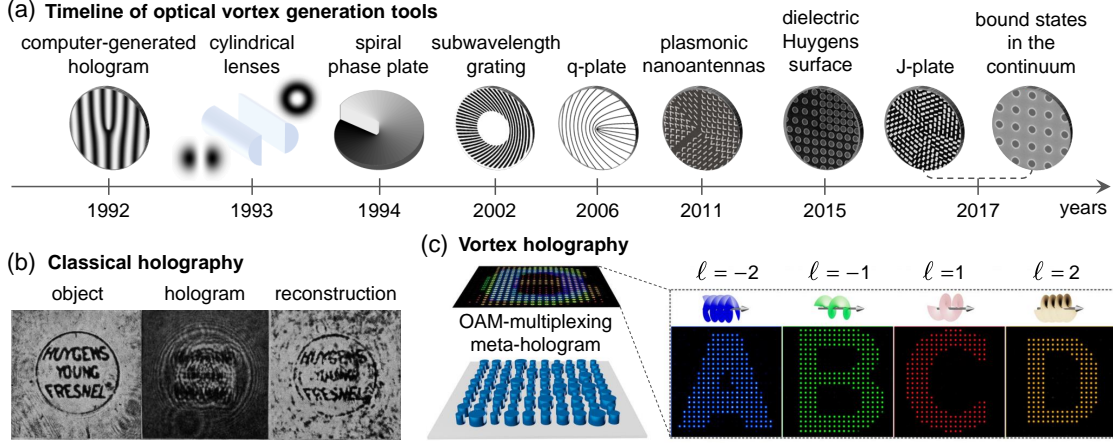 (a) Timeline of optical vortex generation tools
computer-generated
hologram
cylindrical
lenses
spiral
phase plate
subwavelength
grating
q-plate
plasmonic
nanoantennas
dielectric
Huygens
surface
J-plate
bound states
in the
continuum
1992
1993
1994
2002
2006
2011
2015
2017
years
(b) Classical holography
object
hologram
reconstruction
HUYGENS
YOUNG
FRESNEL
HUYGENS
YOUNG
FRESNEL
(c) Vortex holography
OAM-multiplexing
meta-hologram
ℓ = −2
ℓ = −1
ℓ =1
ℓ = 2
A
B
C
D